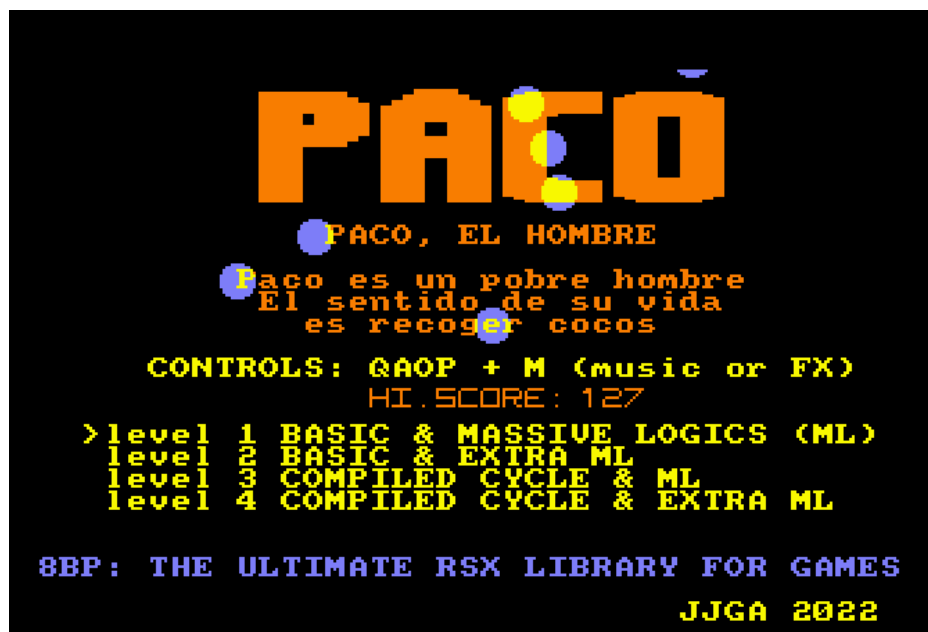 PACO
PACO, EL HOMBRE
Paco es un pobre hombre
El sentido de su vida
es recoger cocos
CONTROLS: QAOP + M (music or FX)
HI.SCORE: 127
>level 1 BASIC & MASSIVE LOGICS (ML)
level 2 BASIC & EXTRA ML
level 3 COMPILED CYCLE & ML
level 4 COMPILED CYCLE & EXTRA ML
8BP: THE ULTIMATE RSX LIBRARY FOR GAMES
JJGA 2022